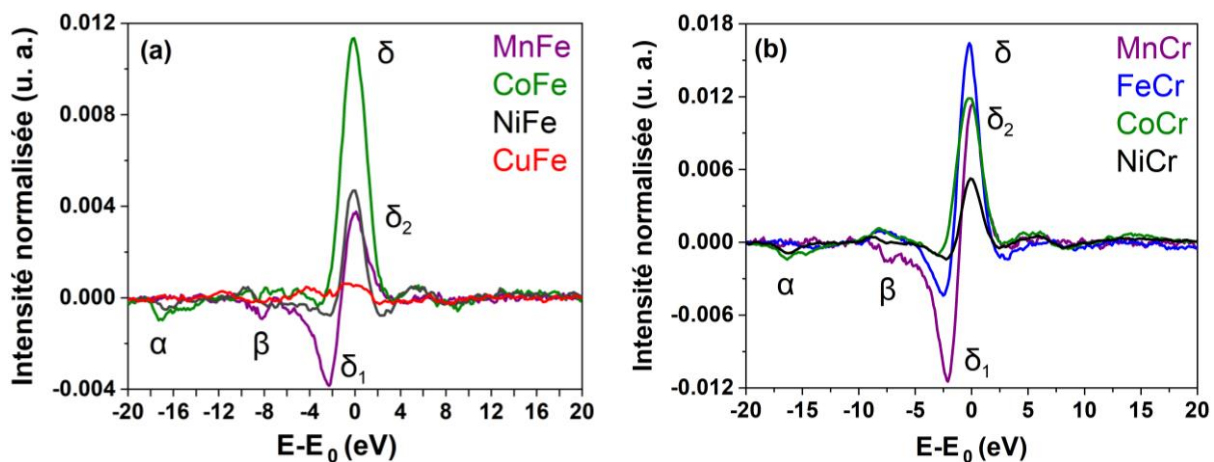 (a)
δ
MnFe
CoFe
NiFe
CuFe
δ₂
α
β
δ₁
0.012
0.008
0.004
0.000
-0.004
-20 -16 -12 -8 -4 0 4 8 12 16 20
Intensité normalisée (u. a.)
E-E₀ (eV)
(b)
δ
MnCr
FeCr
CoCr
NiCr
δ₂
α
β
δ₁
0.018
0.012
0.006
0.000
-0.006
-0.012
-20 -15 -10 -5 0 5 10 15 20
Intensité normalisée (u. a.)
E-E₀ (eV)